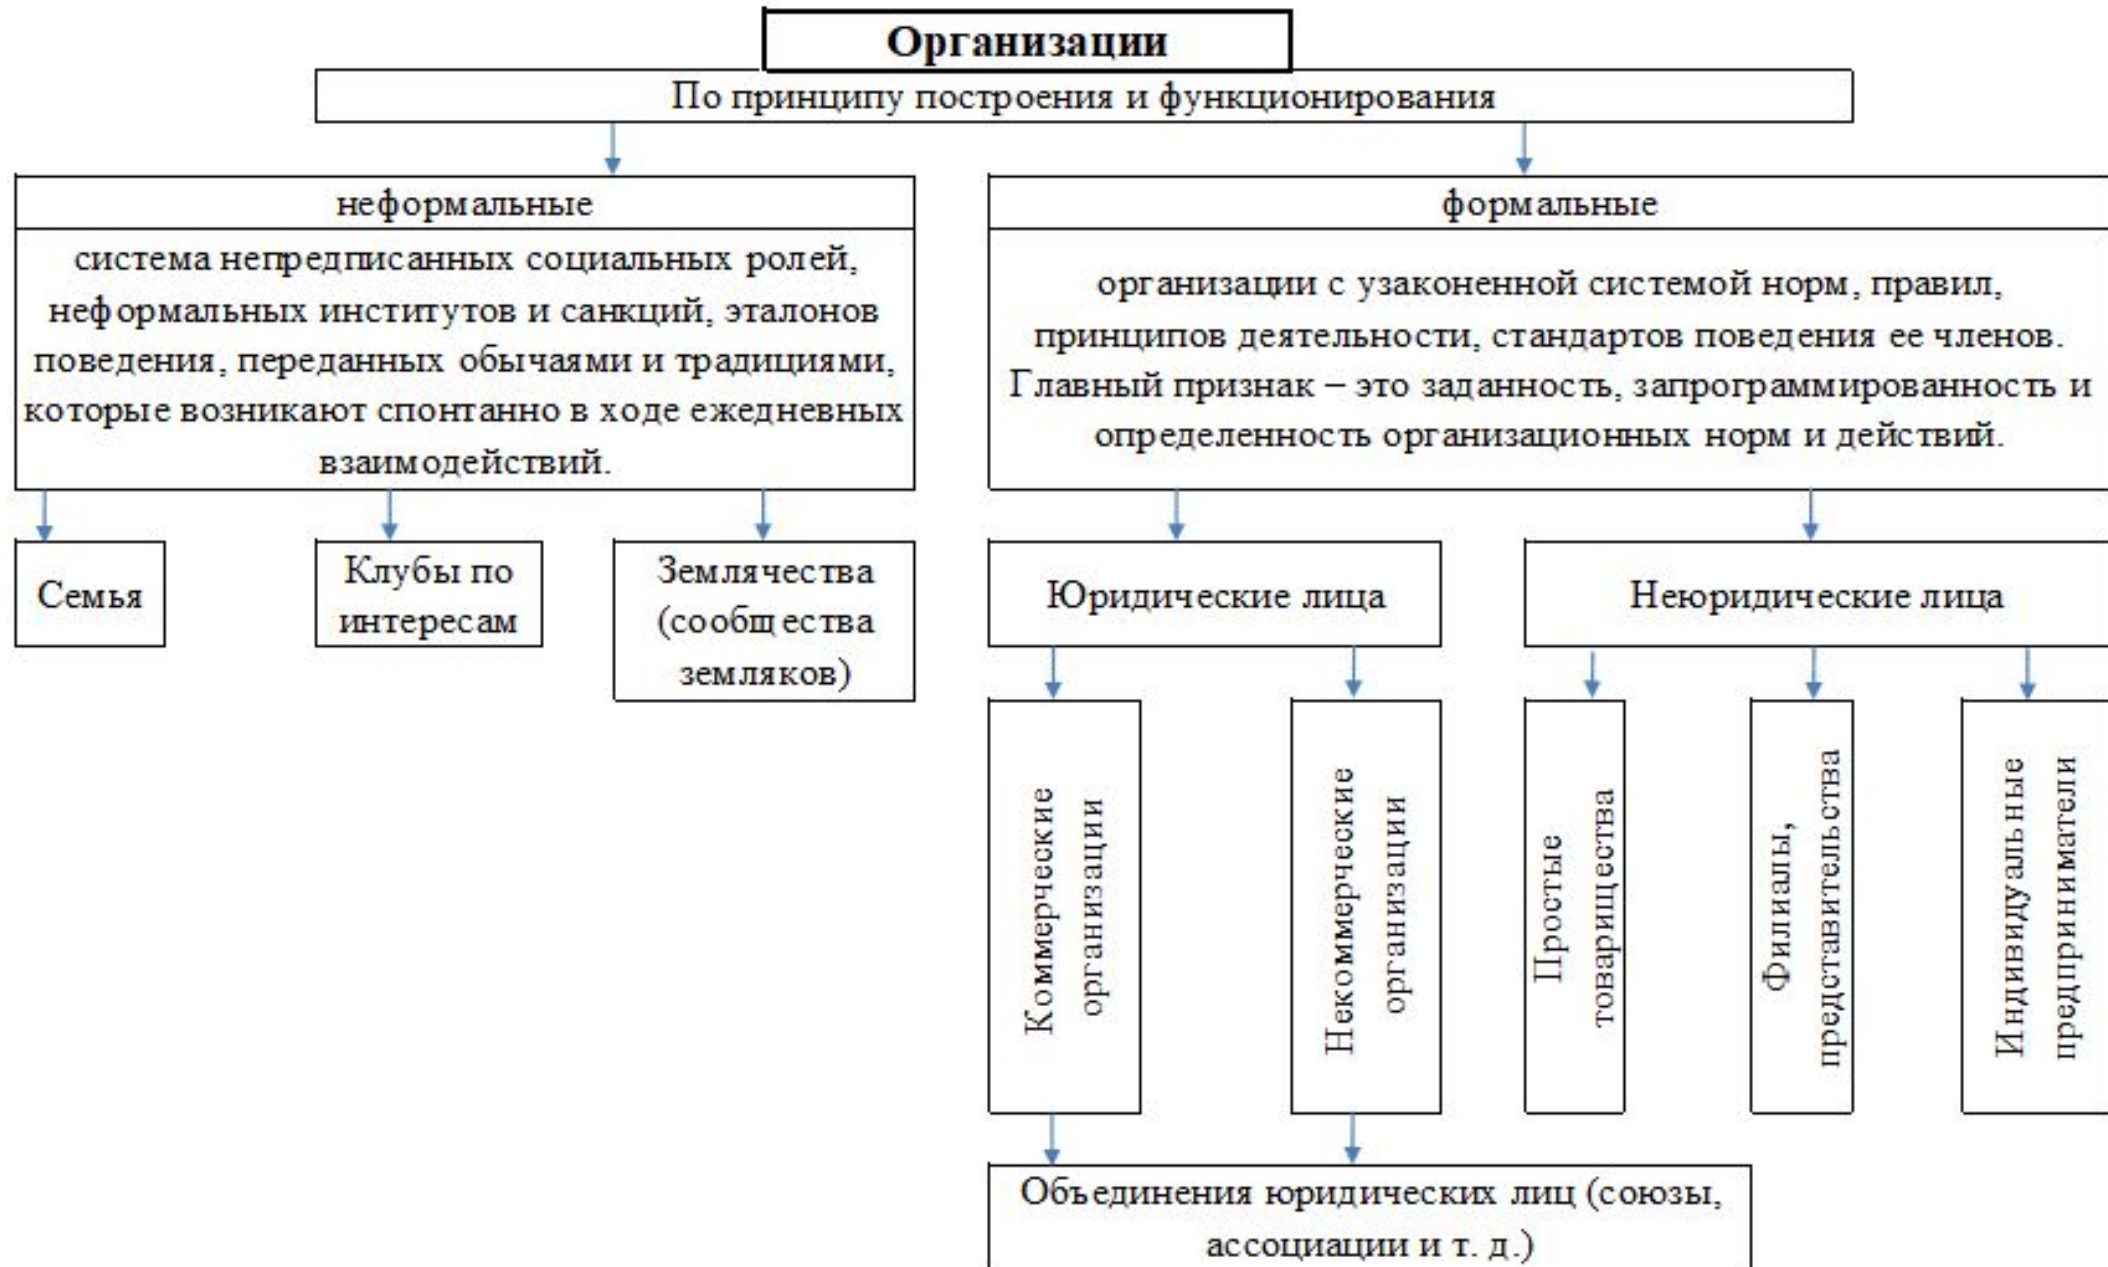 Организации
По принципу построения и функционирования
неформальные
система непредписанных социальных ролей,
неформальных институтов и санкций, эталонов
поведения, переданных обычаями и традициями,
которые возникают спонтанно в ходе ежедневных
взаимодействий.
формальные
организации с узаконенной системой норм, правил,
принципов деятельности, стандартов поведения ее членов.
Главный признак – это заданность, запрограммированность и
определенность организационных норм и действий.
Семья
Клубы по
интересам
Землячества
(сообщества
земляков)
Юридические лица
Неюридические лица
Коммерческие
организации
Некоммерческие
организации
Простые
товарищества
Филиалы,
представительства
Индивидуальные
предприниматели
Объединения юридических лиц (союзы,
ассоциации и т. д.)